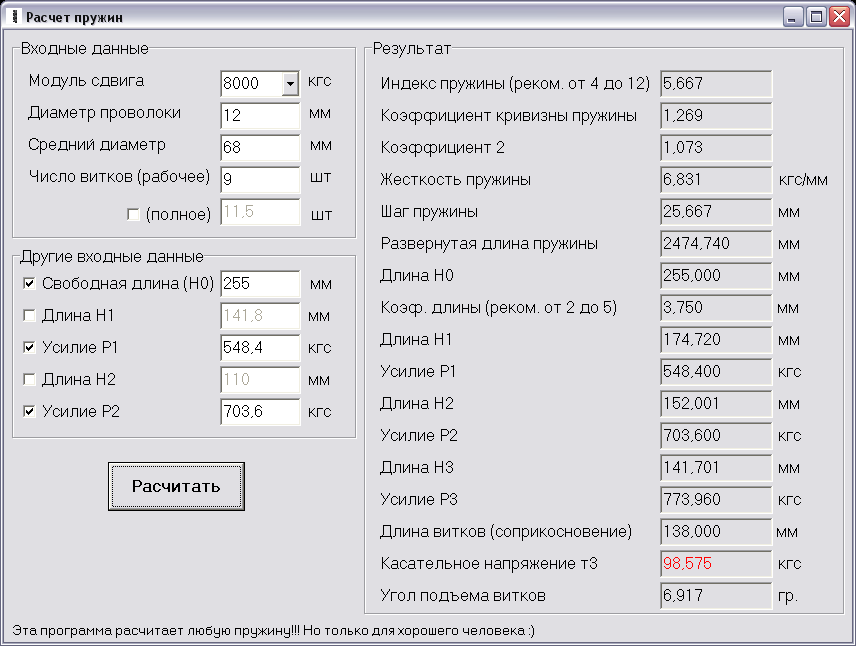 Расчет пружин
Входные данные
Модуль сдвига 8000 кгс
Диаметр проволоки 12 мм
Средний диаметр 68 мм
Число витков (рабочее) 9 шт
(полное) 11,5 шт
Другие входные данные
Свободная длина (H0) 255 мм
Длина H1 141,8 мм
Усилие P1 548,4 кгс
Длина H2 110 мм
Усилие P2 703,6 кгс
Расчитать
Результат
Индекс пружины (реком. от 4 до 12) 5,667
Коэффициент кривизны пружины 1,269
Коэффициент 2 1,073
Жесткость пружины 6,831 кгс/мм
Шаг пружины 25,667 мм
Развернутая длина пружины 2474,740 мм
Длина H0 255,000 мм
Коэф. длины (реком. от 2 до 5) 3,750 мм
Длина H1 174,720 мм
Усилие P1 548,400 кгс
Длина H2 152,001 мм
Усилие P2 703,600 кгс
Длина H3 141,701 мм
Усилие P3 773,960 кгс
Длина витков (соприкосновение) 138,000 мм
Касательное напряжение т3 98,575 кгс
Угол подъема витков 6,917 гр.
Эта программа расчитает любую пружину!!! Но только для хорошего человека :)